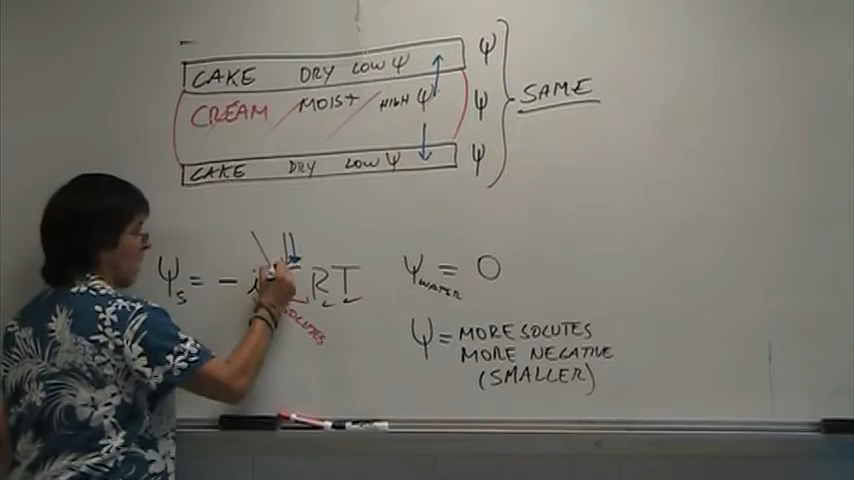 CAKE DRY LOW Ψ Ψ
CREAM MOIST HIGH Ψ Ψ SAME
CAKE DRY LOW Ψ Ψ
Ψs = - i RT
SOLUTES
ΨWATER = 0
Ψ = MORE SOLUTES
MORE NEGATIVE
(SMALLER)